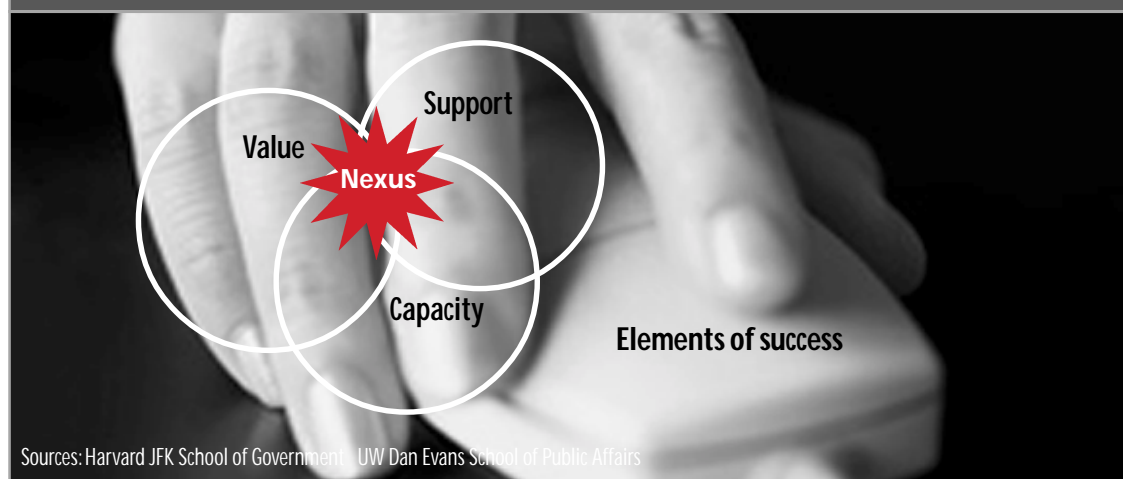 Support
Value
Nexus
Capacity
Elements of success
Sources: Harvard JFK School of Government UW Dan Evans School of Public Affairs